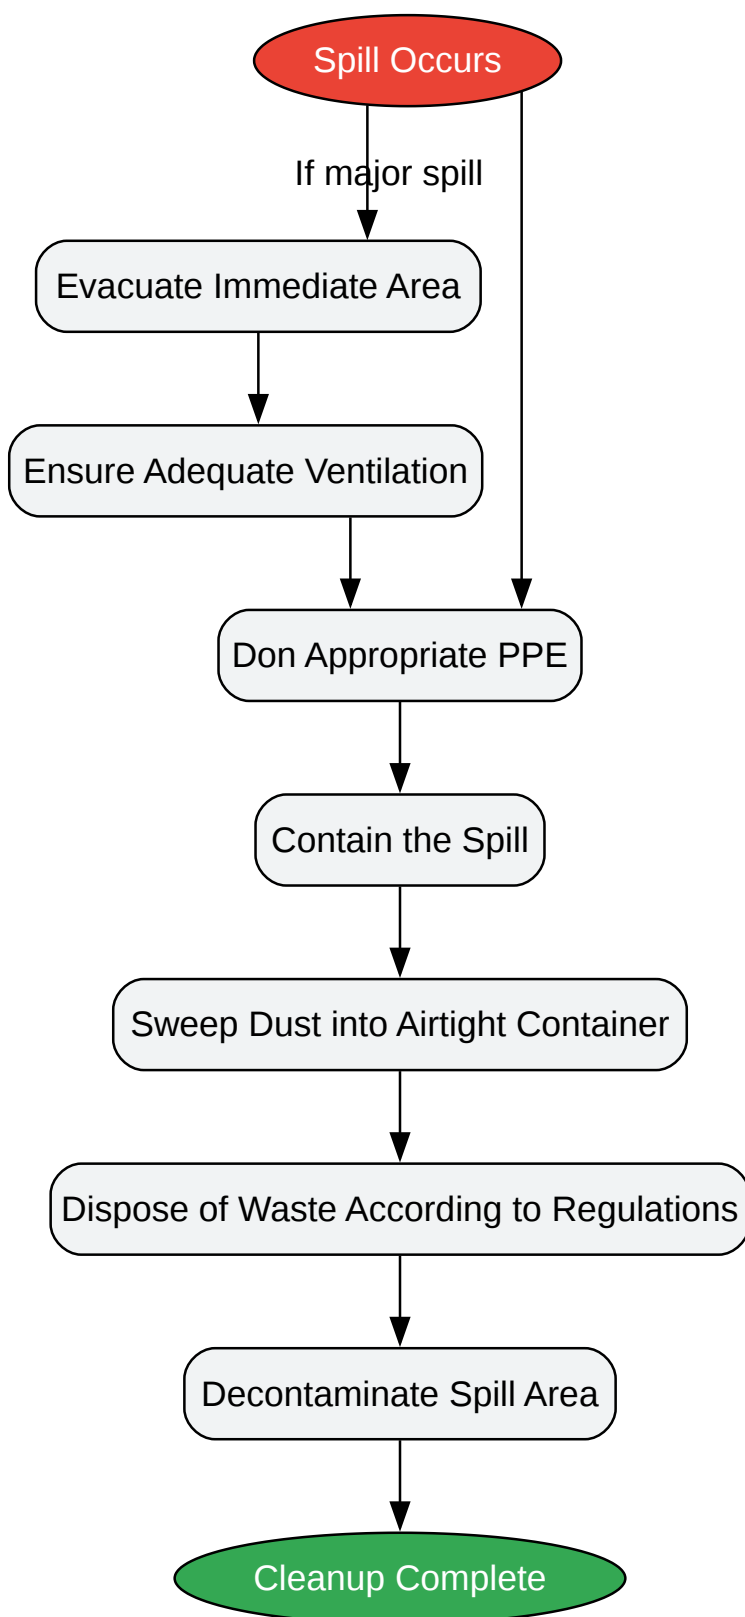 Spill Occurs
If major spill
Evacuate Immediate Area
Ensure Adequate Ventilation
Don Appropriate PPE
Contain the Spill
Sweep Dust into Airtight Container
Dispose of Waste According to Regulations
Decontaminate Spill Area
Cleanup Complete